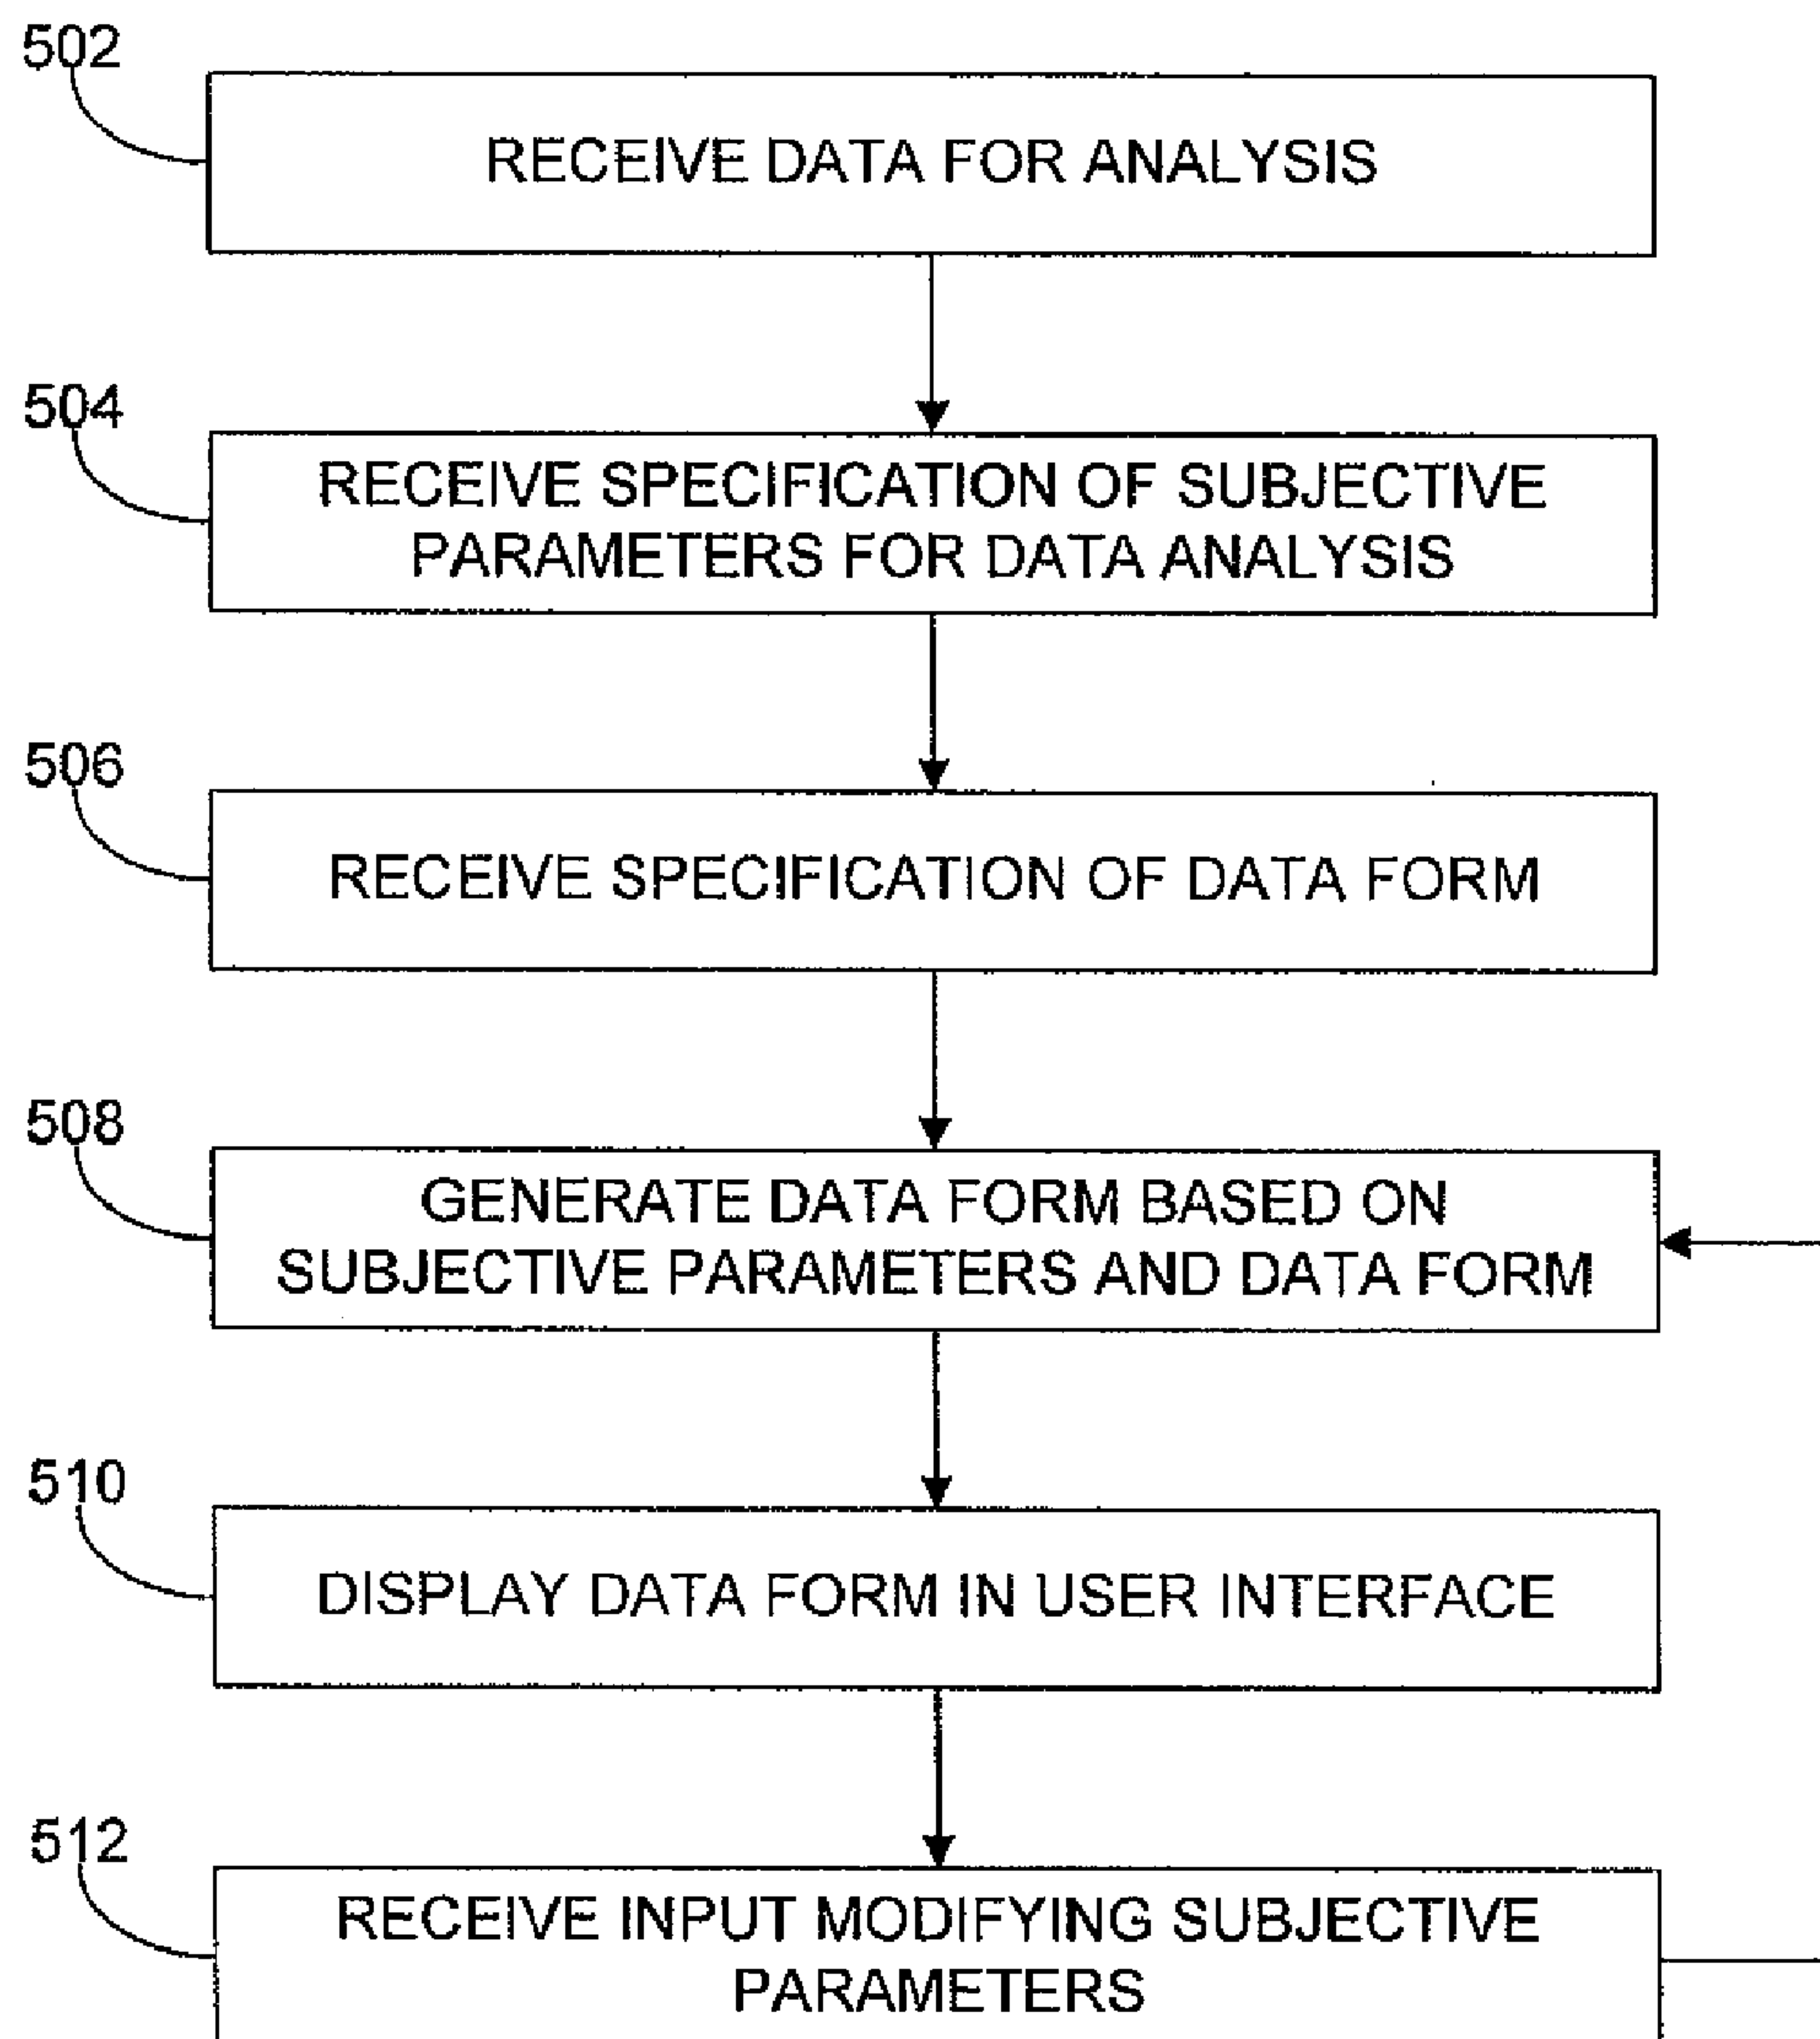 502
RECEIVE DATA FOR ANALYSIS
504
RECEIVE SPECIFICATION OF SUBJECTIVE
PARAMETERS FOR DATA ANALYSIS
506
RECEIVE SPECIFICATION OF DATA FORM
508
GENERATE DATA FORM BASED ON
SUBJECTIVE PARAMETERS AND DATA FORM
510
DISPLAY DATA FORM IN USER INTERFACE
512
RECEIVE INPUT MODIFYING SUBJECTIVE
PARAMETERS